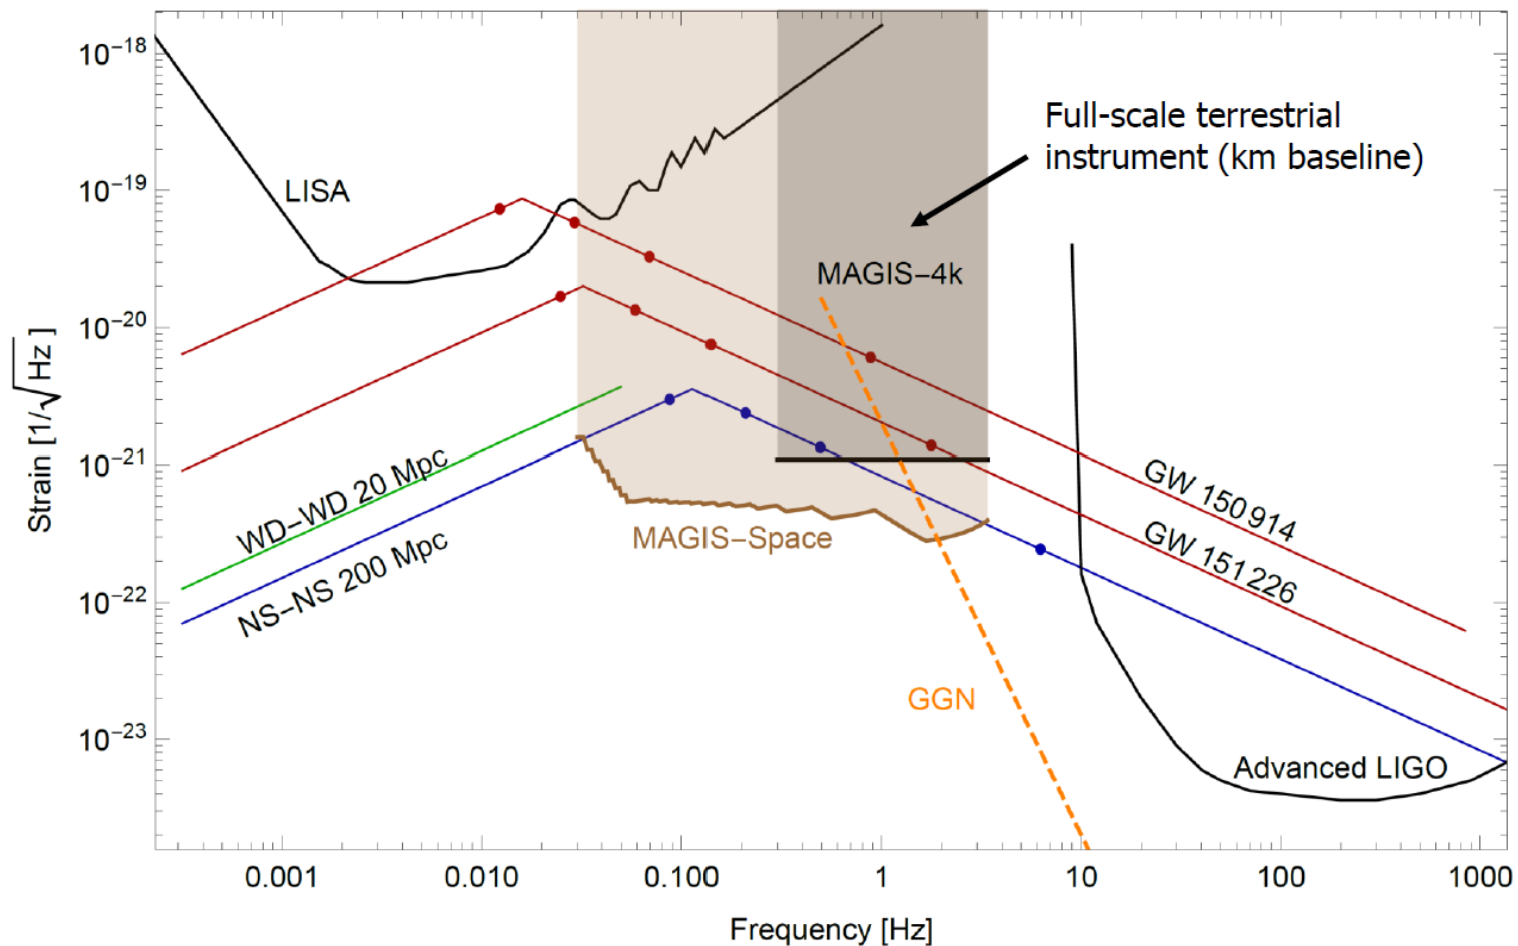 10⁻¹⁸
10⁻¹⁹
10⁻²⁰
10⁻²¹
10⁻²²
10⁻²³
Strain [1/√Hz]
LISA
Full-scale terrestrial
instrument (km baseline)
MAGIS-4k
WD-WD 20 Mpc
NS-NS 200 Mpc
MAGIS-Space
GW 150914
GW 151226
GGN
Advanced LIGO
0.001 0.010 0.100 1 10 100 1000
Frequency [Hz]